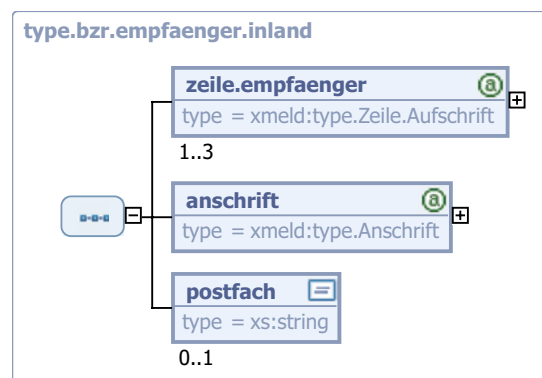 type.bzr.empfaenger.inland
zeile.empfaenger
type = xmeld:type.Zeile.Aufschrift
1..3
anschrift
type = xmeld:type.Anschrift
postfach
type = xs:string
0..1